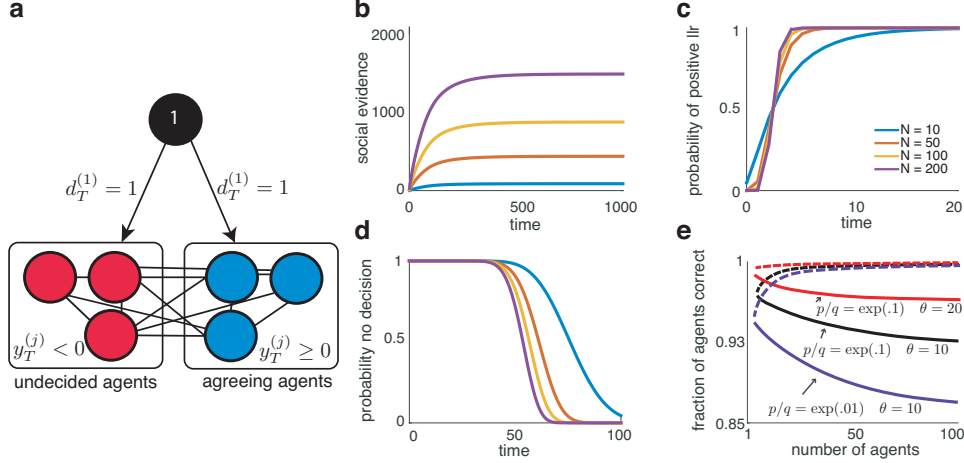 a
1
d_T^{(1)} = 1
d_T^{(1)} = 1
y_T^{(j)} < 0
y_T^{(j)} ≥ 0
undecided agents
agreeing agents
b
social evidence
2000
1000
0
0
500
1000
time
c
probability of positive llr
1
0.5
0
0
20
time
N = 10
N = 50
N = 100
N = 200
d
probability no decision
1
0.5
0
0
50
100
time
e
fraction of agents correct
1
0.93
0.85
p/q = exp(.1) θ = 20
p/q = exp(.1) θ = 10
p/q = exp(.01) θ = 10
1
50
100
number of agents